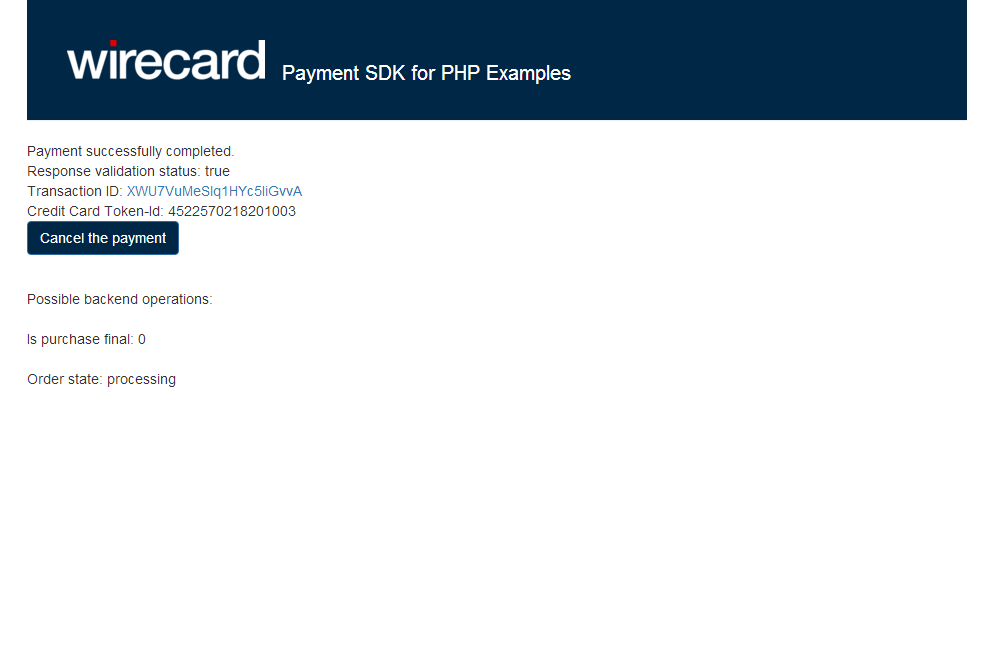 wirecard Payment SDK for PHP Examples
Payment successfully completed.
Response validation status: true
Transaction ID: XWU7VuMeSlq1HYc5liGvvA
Credit Card Token-Id: 4522570218201003
Cancel the payment
Possible backend operations:
Is purchase final: 0
Order state: processing